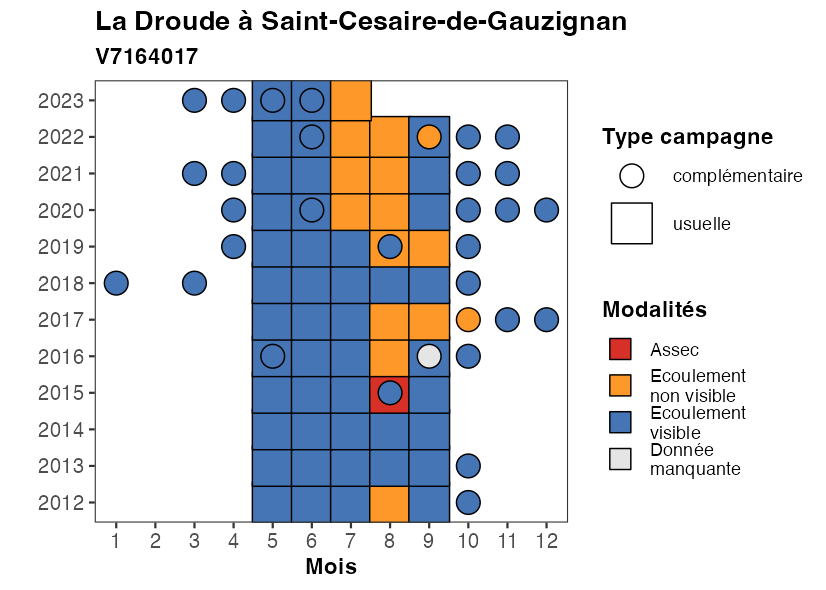 La Droude à Saint-Cesaire-de-Gauzignan
V7164017
2023
2022
2021
2020
2019
2018
2017
2016
2015
2014
2013
2012
1 2 3 4 5 6 7 8 9 10 11 12
Mois
Type campagne
complémentaire
usuelle
Modalités
Assec
Ecoulement
non visible
Ecoulement
visible
Donnée
manquante